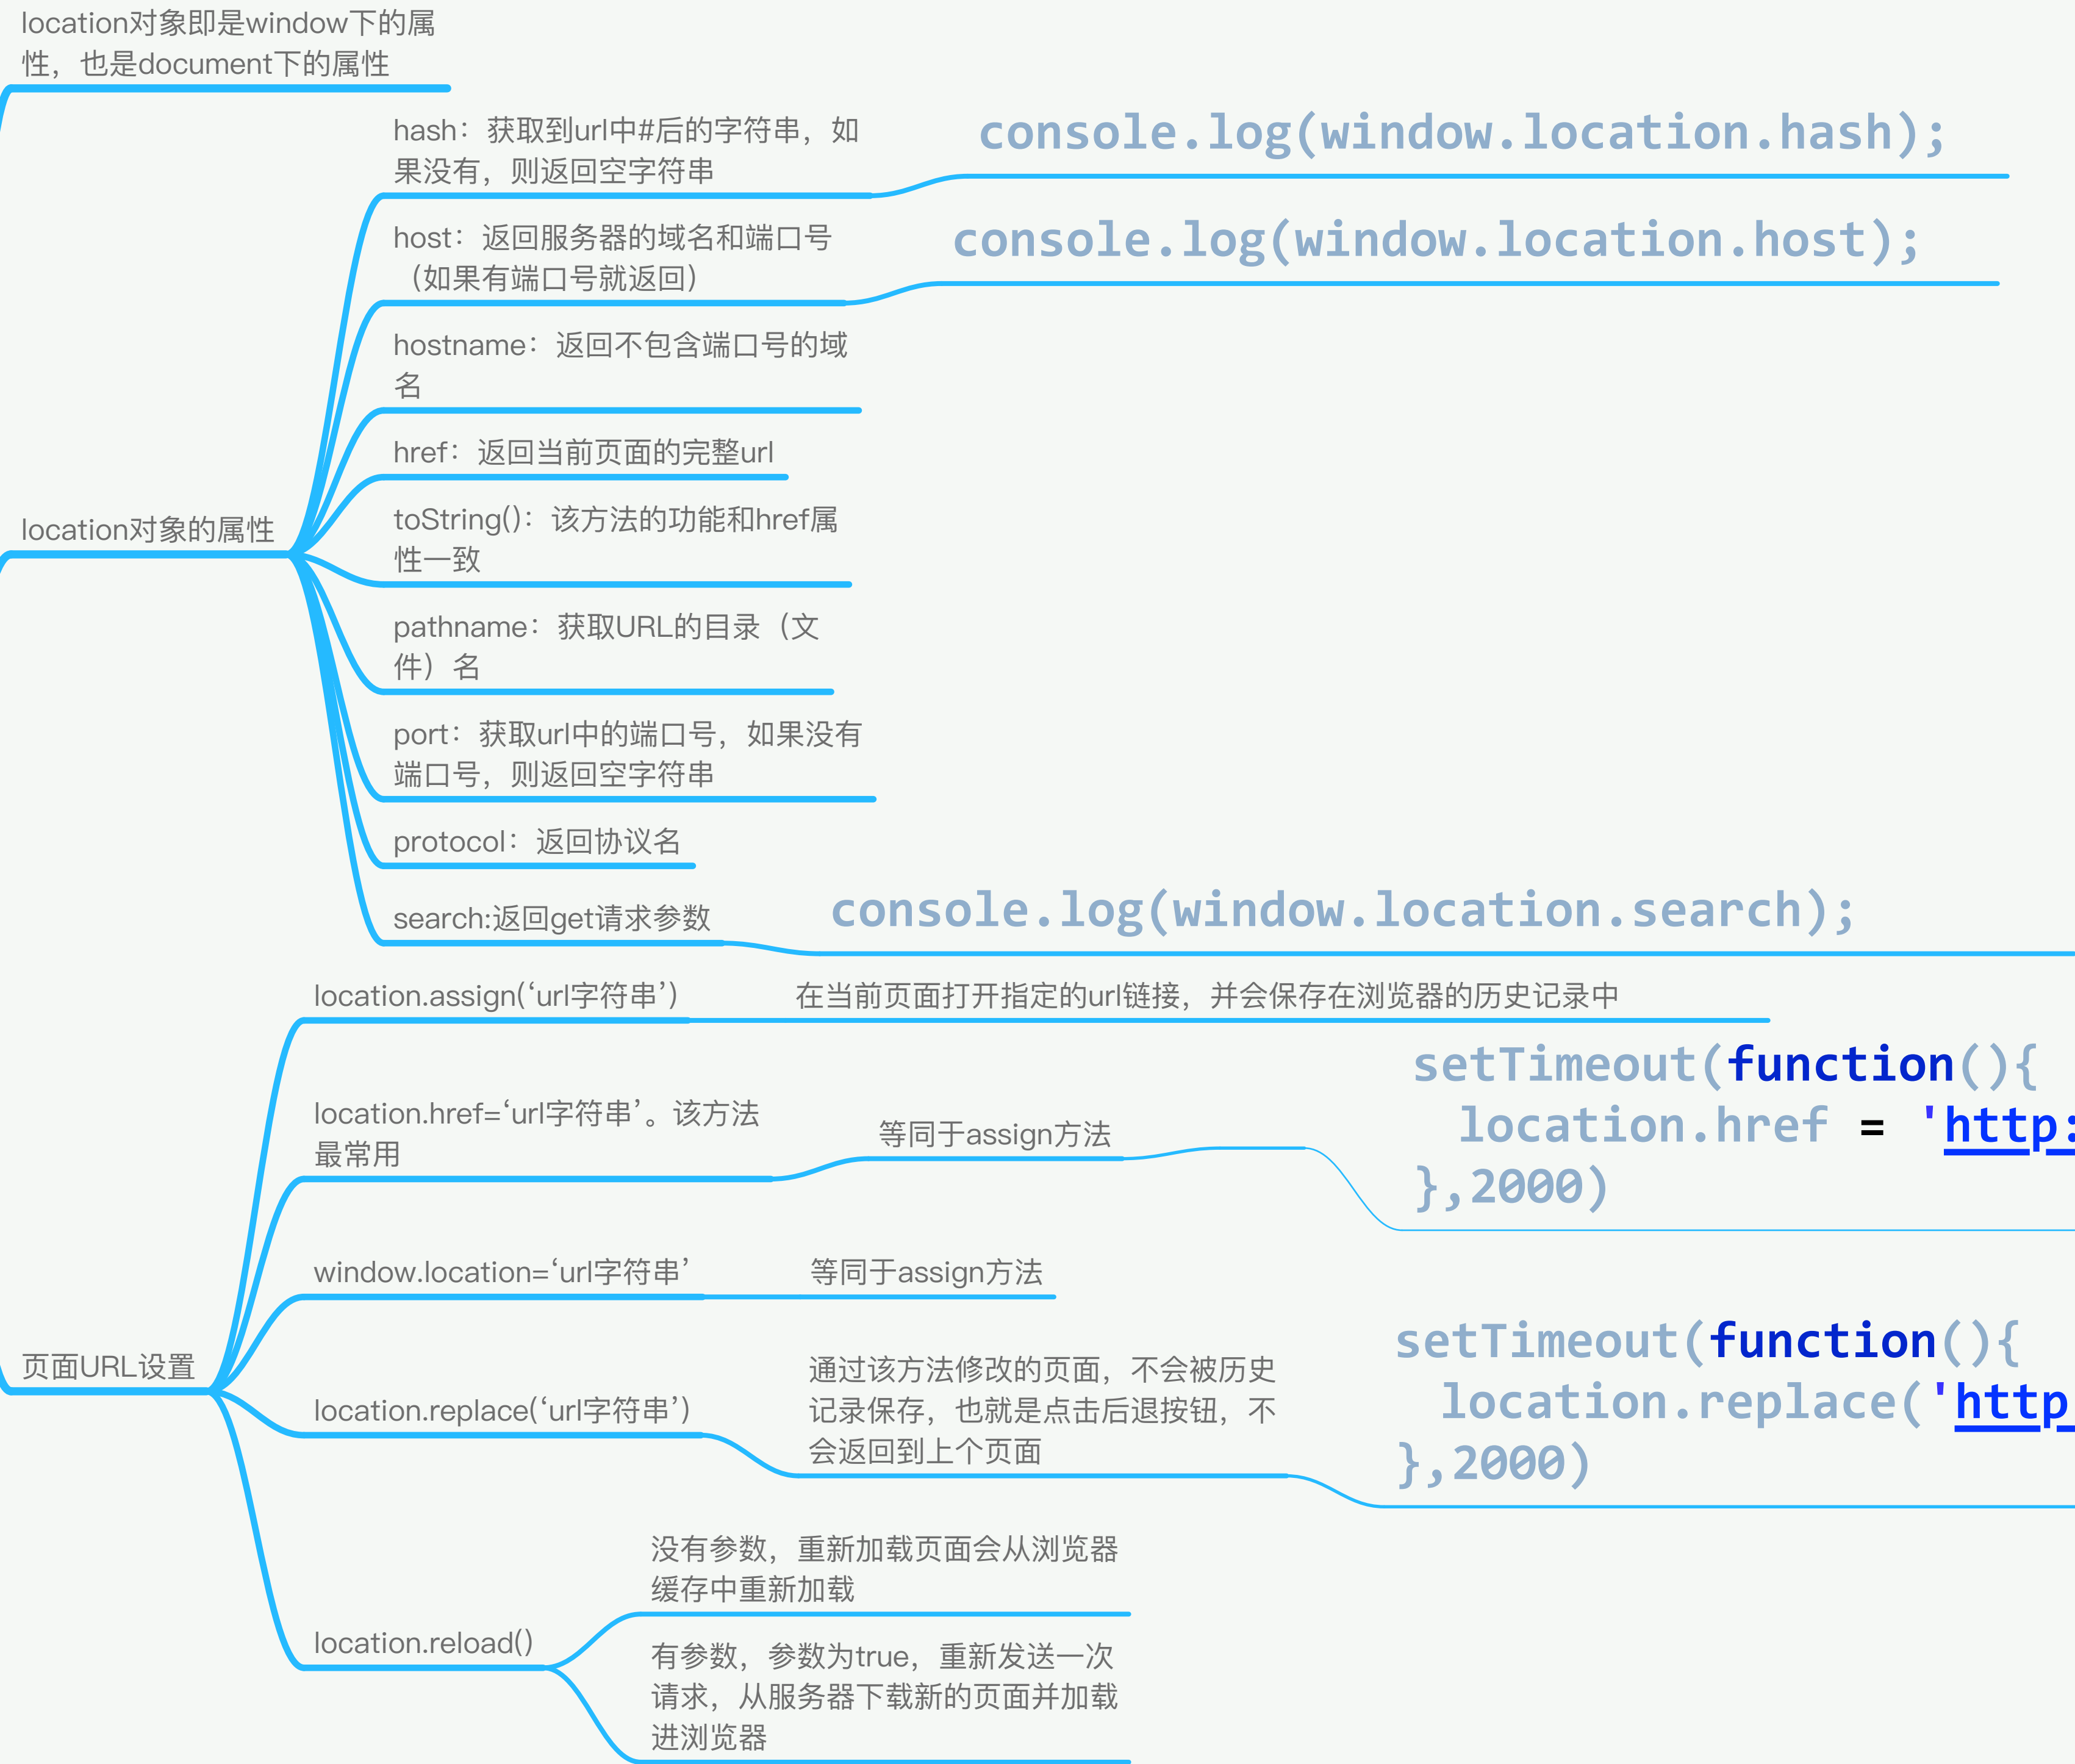 location对象即是window下的属
性，也是document下的属性
hash：获取到url中#后的字符串，如
果没有，则返回空字符串
console.log(window.location.hash);
host：返回服务器的域名和端口号
（如果有端口号就返回）
console.log(window.location.host);
hostname：返回不包含端口号的域
名
href：返回当前页面的完整url
location对象的属性
toString()：该方法的功能和href属
性一致
pathname：获取URL的目录（文
件）名
port：获取url中的端口号，如果没有
端口号，则返回空字符串
protocol：返回协议名
search:返回get请求参数
console.log(window.location.search);
location.assign(‘url字符串’)
在当前页面打开指定的url链接，并会保存在浏览器的历史记录中
location.href=‘url字符串’。该方法
最常用
等同于assign方法
setTimeout(function(){
location.href = 'http:
},2000)
window.location=‘url字符串’
等同于assign方法
页面URL设置
location.replace(‘url字符串’)
通过该方法修改的页面，不会被历史
记录保存，也就是点击后退按钮，不
会返回到上个页面
setTimeout(function(){
location.replace('http
},2000)
location.reload()
没有参数，重新加载页面会从浏览器
缓存中重新加载
有参数，参数为true，重新发送一次
请求，从服务器下载新的页面并加载
进浏览器